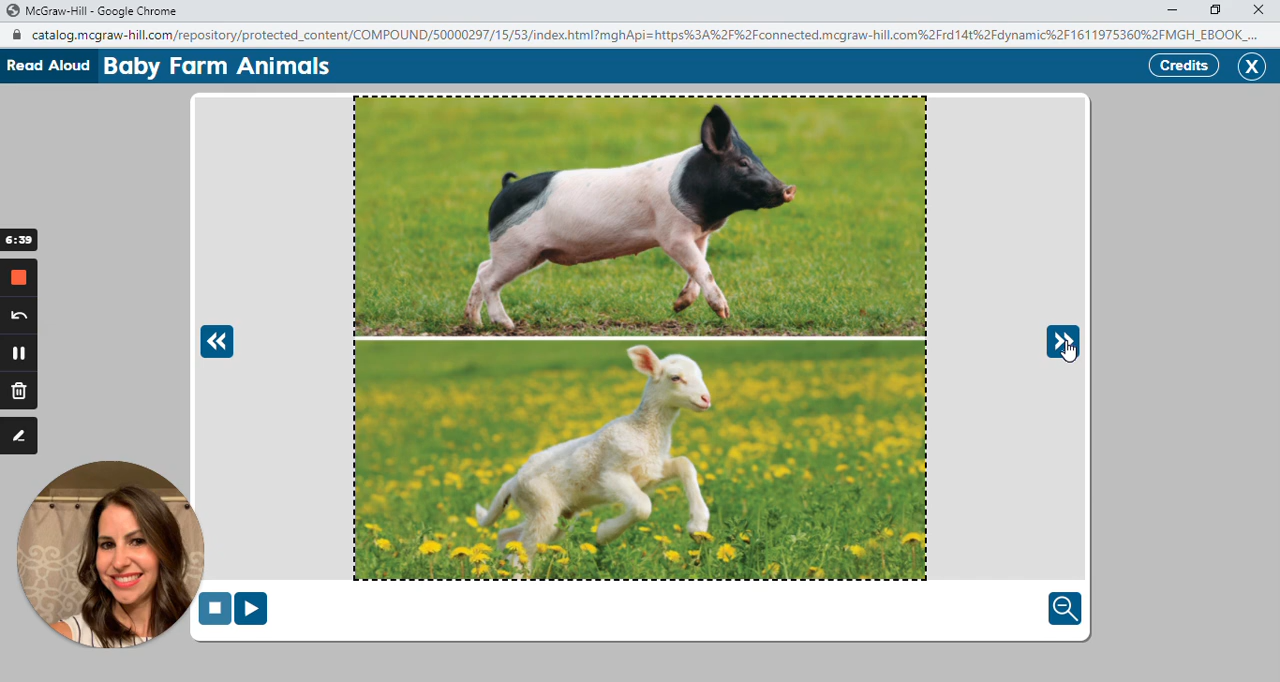 McGraw-Hill - Google Chrome
catalog.mcgraw-hill.com/repository/protected_content/COMPOUND/50000297/15/53/index.html?mghApi=https%3A%2F%2Fconnected.mcgraw-hill.com%2Frd14t%2Fdynamic%2F1611975360%2FMGH_EBOOK_...
Read Aloud Baby Farm Animals Credits X
6:39